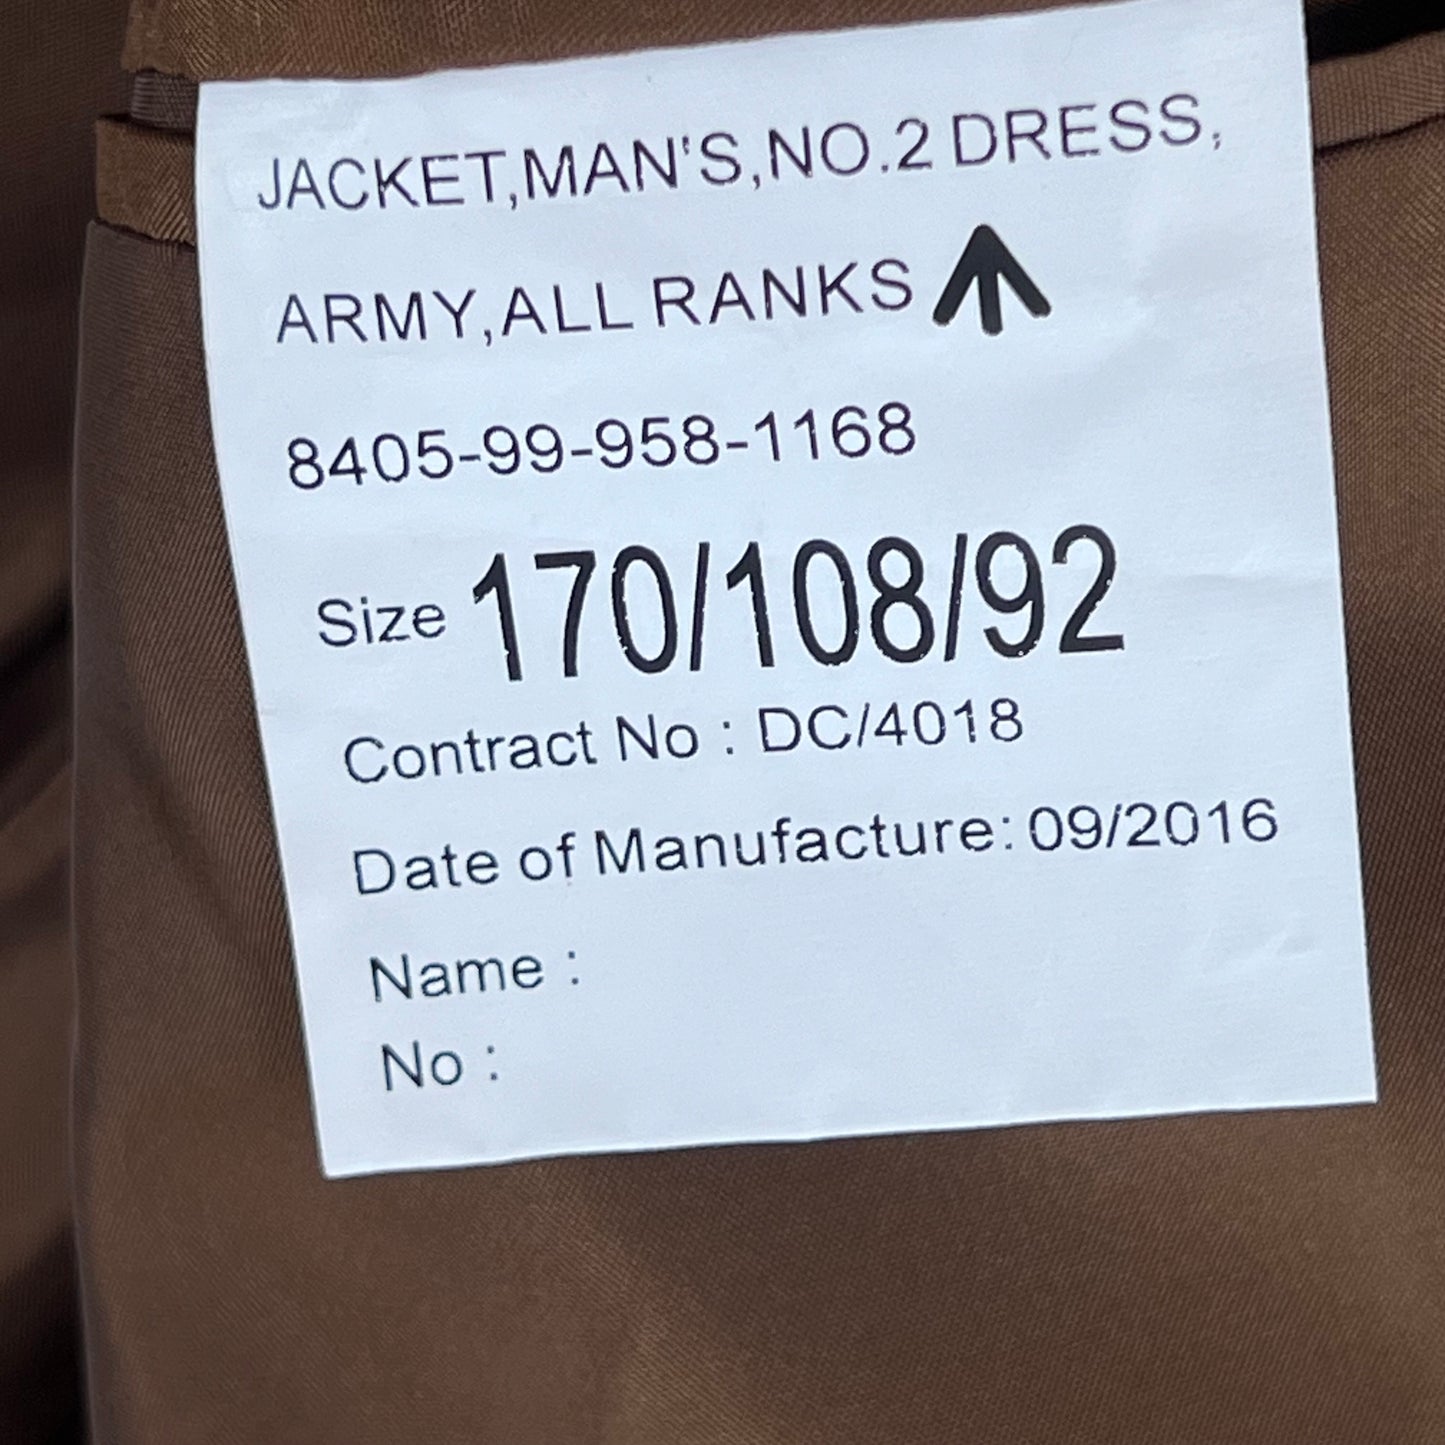 JACKET,MAN'S,NO.2 DRESS,
ARMY,ALL RANKS
8405-99-958-1168
Size 170/108/92
Contract No : DC/4018
Date of Manufacture: 09/2016
Name :
No :